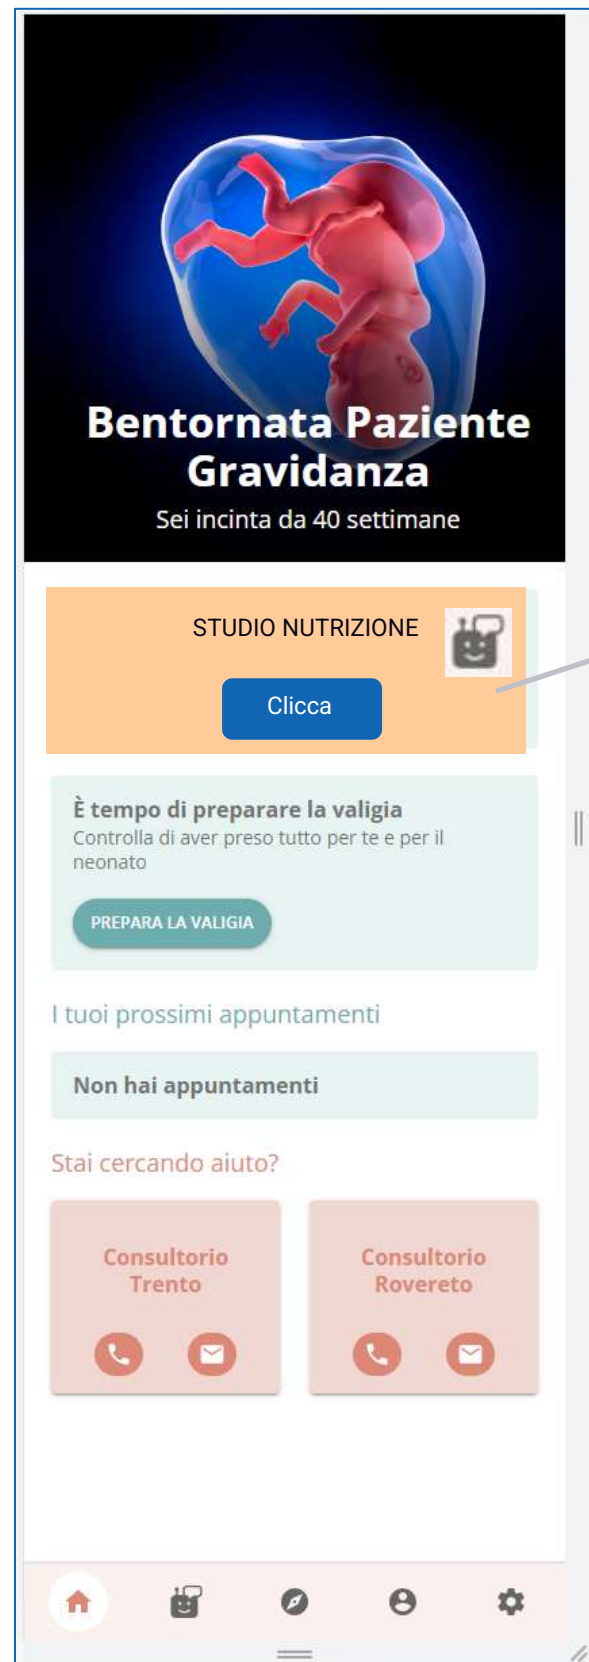 Bentornata Paziente
Gravidanza
Sei incinta da 40 settimane
STUDIO NUTRIZIONE
Clicca
È tempo di preparare la valigia
Controlla di aver preso tutto per te e per il
neonato
PREPARA LA VALIGIA
I tuoi prossimi appuntamenti
Non hai appuntamenti
Stai cercando aiuto?
Consultorio
Trento
Consultorio
Rovereto